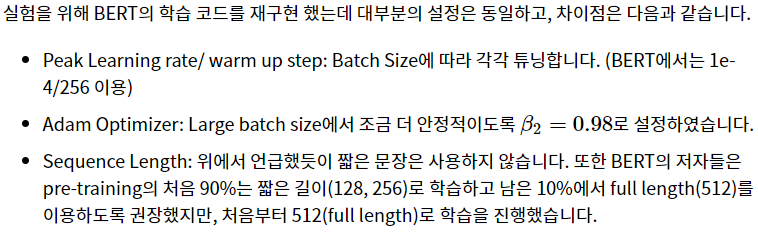 실험을 위해 BERT의 학습 코드를 재구현 했는데 대부분의 설정은 동일하고, 차이점은 다음과 같습니다.
• Peak Learning rate/ warm up step: Batch Size에 따라 각각 튜닝합니다. (BERT에서는 1e-
4/256 이용)
• Adam Optimizer: Large batch size에서 조금 더 안정적이도록 β₂ = 0.98로 설정하였습니다.
• Sequence Length: 위에서 언급했듯이 짧은 문장은 사용하지 않습니다. 또한 BERT의 저자들은
pre-training의 처음 90%는 짧은 길이(128, 256)로 학습하고 남은 10%에서 full length(512)를
이용하도록 권장했지만, 처음부터 512(full length)로 학습을 진행했습니다.